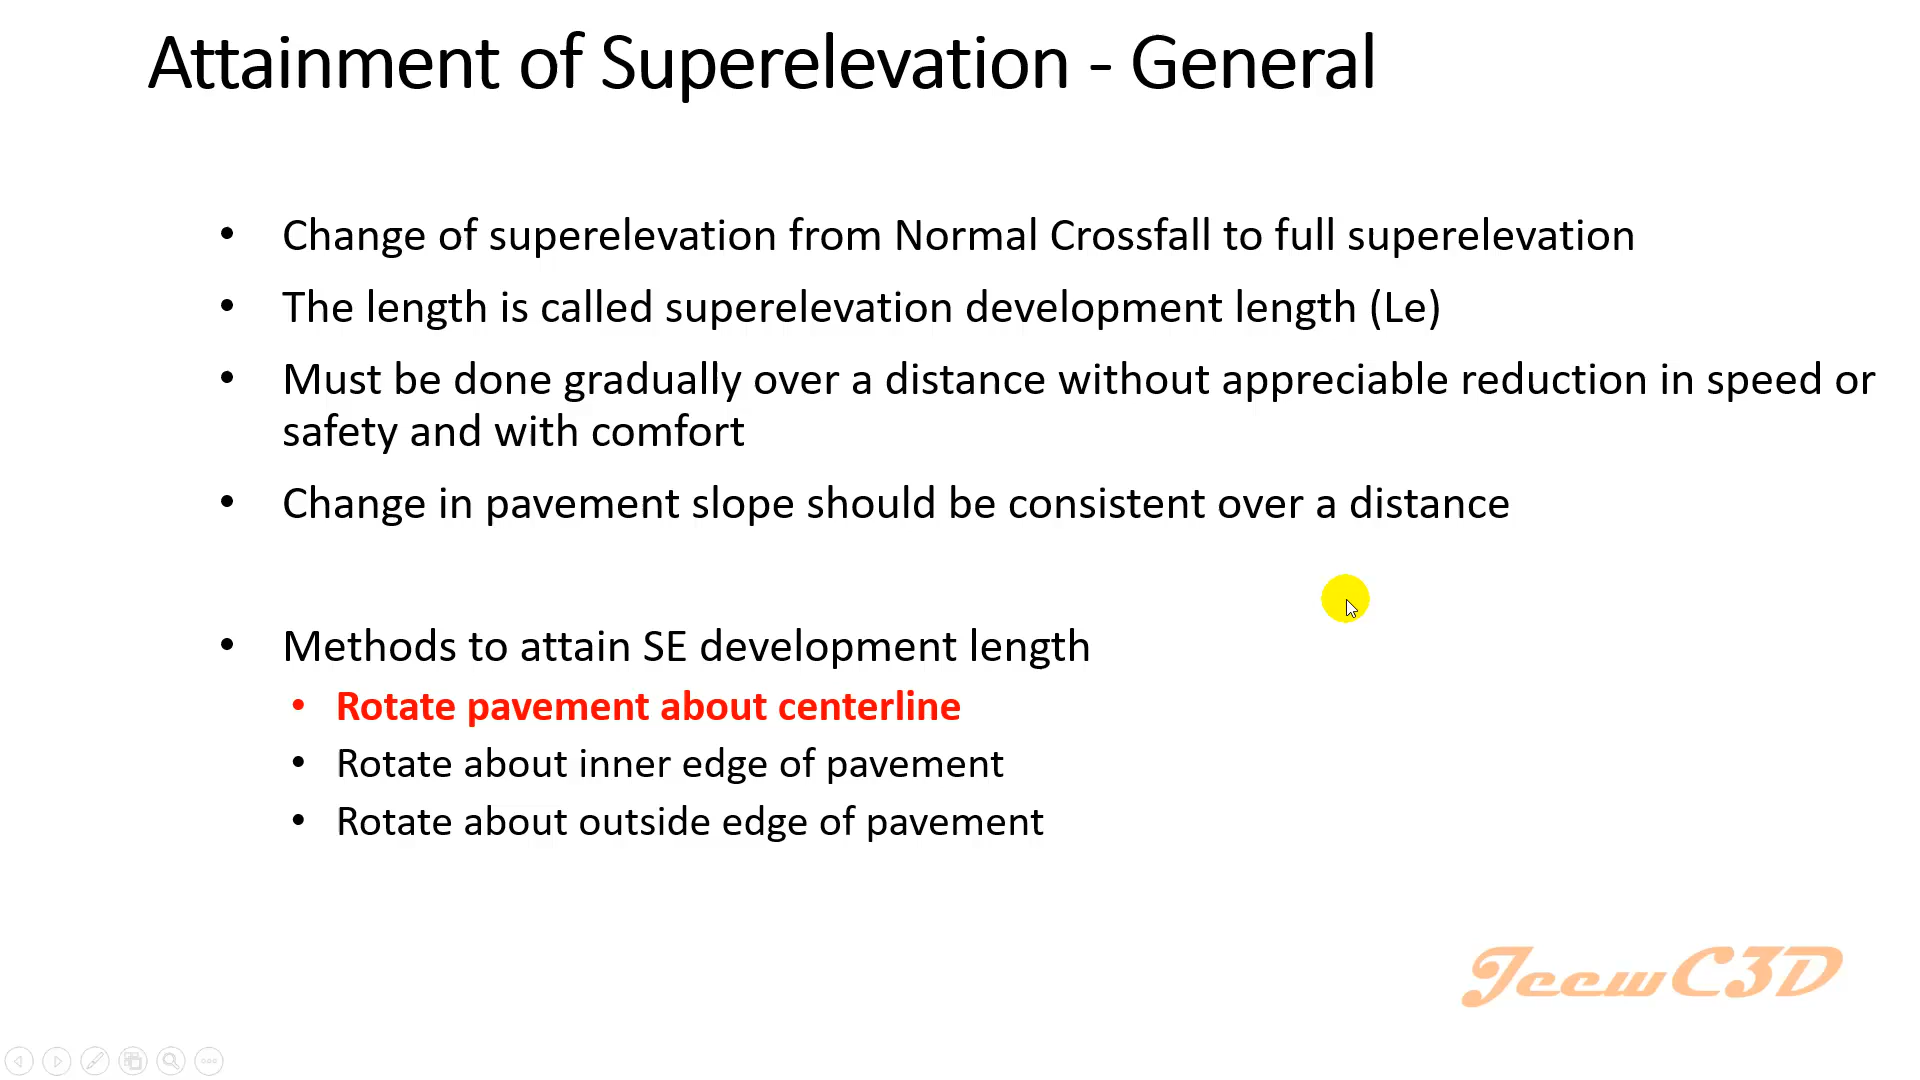 Attainment of Superelevation - General
• Change of superelevation from Normal Crossfall to full superelevation
• The length is called superelevation development length (Le)
• Must be done gradually over a distance without appreciable reduction in speed or
safety and with comfort
• Change in pavement slope should be consistent over a distance
• Methods to attain SE development length
• Rotate pavement about centerline
• Rotate about inner edge of pavement
• Rotate about outside edge of pavement
JeewC3D